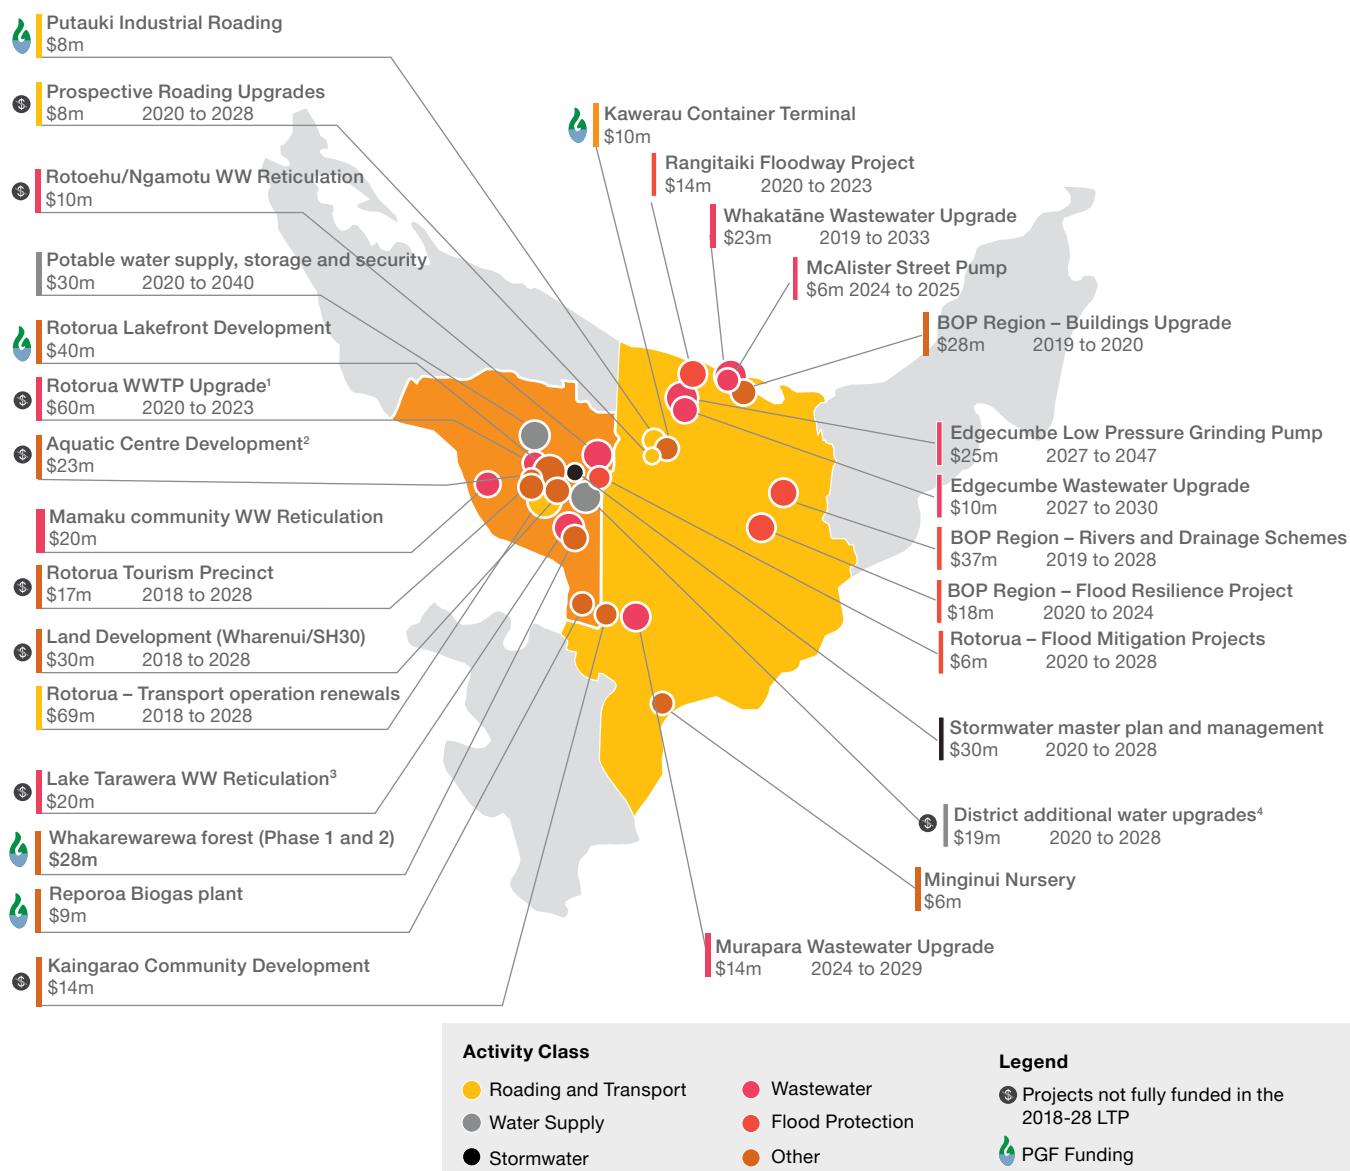 Putauki Industrial Roading
$8m
Prospective Roading Upgrades
$8m 2020 to 2028
Rotoehu/Ngamotu WW Reticulation
$10m
Potable water supply, storage and security
$30m 2020 to 2040
Rotorua Lakefront Development
$40m
Rotorua WWTP Upgrade¹
$60m 2020 to 2023
Aquatic Centre Development²
$23m
Mamaku community WW Reticulation
$20m
Rotorua Tourism Precinct
$17m 2018 to 2028
Land Development (Wharenui/SH30)
$30m 2018 to 2028
Rotorua – Transport operation renewals
$69m 2018 to 2028
Lake Tarawera WW Reticulation³
$20m
Whakarewarewa forest (Phase 1 and 2)
$28m
Reporoa Biogas plant
$9m
Kaingarao Community Development
$14m
Kawerau Container Terminal
$10m
Rangitaiki Floodway Project
$14m 2020 to 2023
Whakatāne Wastewater Upgrade
$23m 2019 to 2033
McAlister Street Pump
$6m 2024 to 2025
BOP Region – Buildings Upgrade
$28m 2019 to 2020
Edgecumbe Low Pressure Grinding Pump
$25m 2027 to 2047
Edgecumbe Wastewater Upgrade
$10m 2027 to 2030
BOP Region – Rivers and Drainage Schemes
$37m 2019 to 2028
BOP Region – Flood Resilience Project
$18m 2020 to 2024
Rotorua – Flood Mitigation Projects
$6m 2020 to 2028
Stormwater master plan and management
$30m 2020 to 2028
District additional water upgrades⁴
$19m 2020 to 2028
Minginui Nursery
$6m
Murapara Wastewater Upgrade
$14m 2024 to 2029
Activity Class
Roading and Transport
Water Supply
Stormwater
Wastewater
Flood Protection
Other
Legend
$ Projects not fully funded in the
2018-28 LTP
PGF Funding